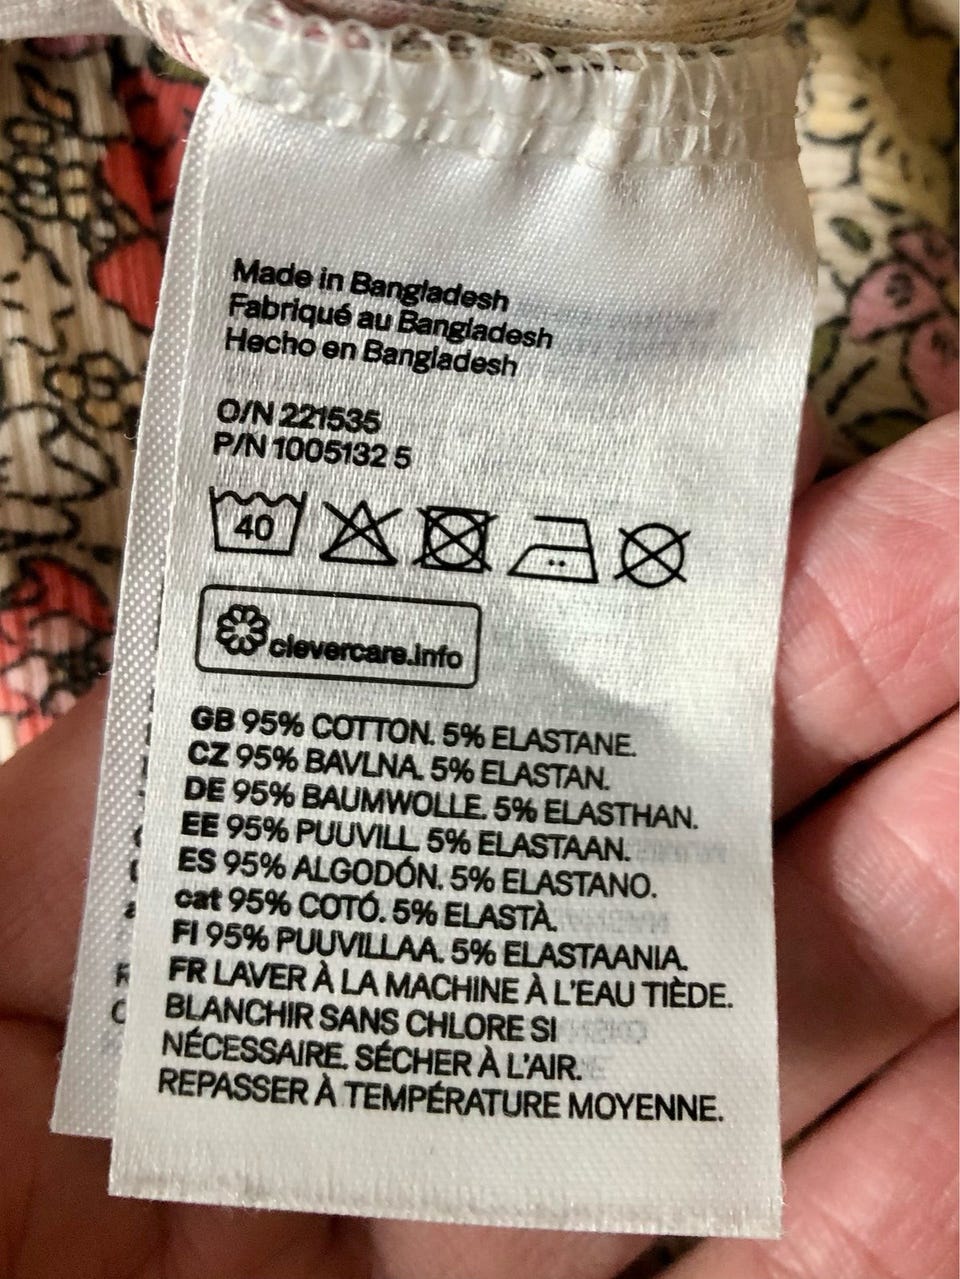 Made in Bangladesh
Fabriqué au Bangladesh
Hecho en Bangladesh
O/N 221535
P/N 1005132 5
40
clevercare.info
GB 95% COTTON. 5% ELASTANE.
CZ 95% BAVLNA. 5% ELASTAN.
DE 95% BAUMWOLLE. 5% ELASTHAN.
EE 95% PUUVILL. 5% ELASTAAN.
ES 95% ALGODÓN. 5% ELASTANO.
cat 95% COTÓ. 5% ELASTÀ.
FI 95% PUUVILLAA. 5% ELASTAANIA.
FR LAVER À LA MACHINE À L'EAU TIÈDE.
BLANCHIR SANS CHLORE SI
NÉCESSAIRE. SÉCHER À L'AIR.
REPASSER À TEMPÉRATURE MOYENNE.